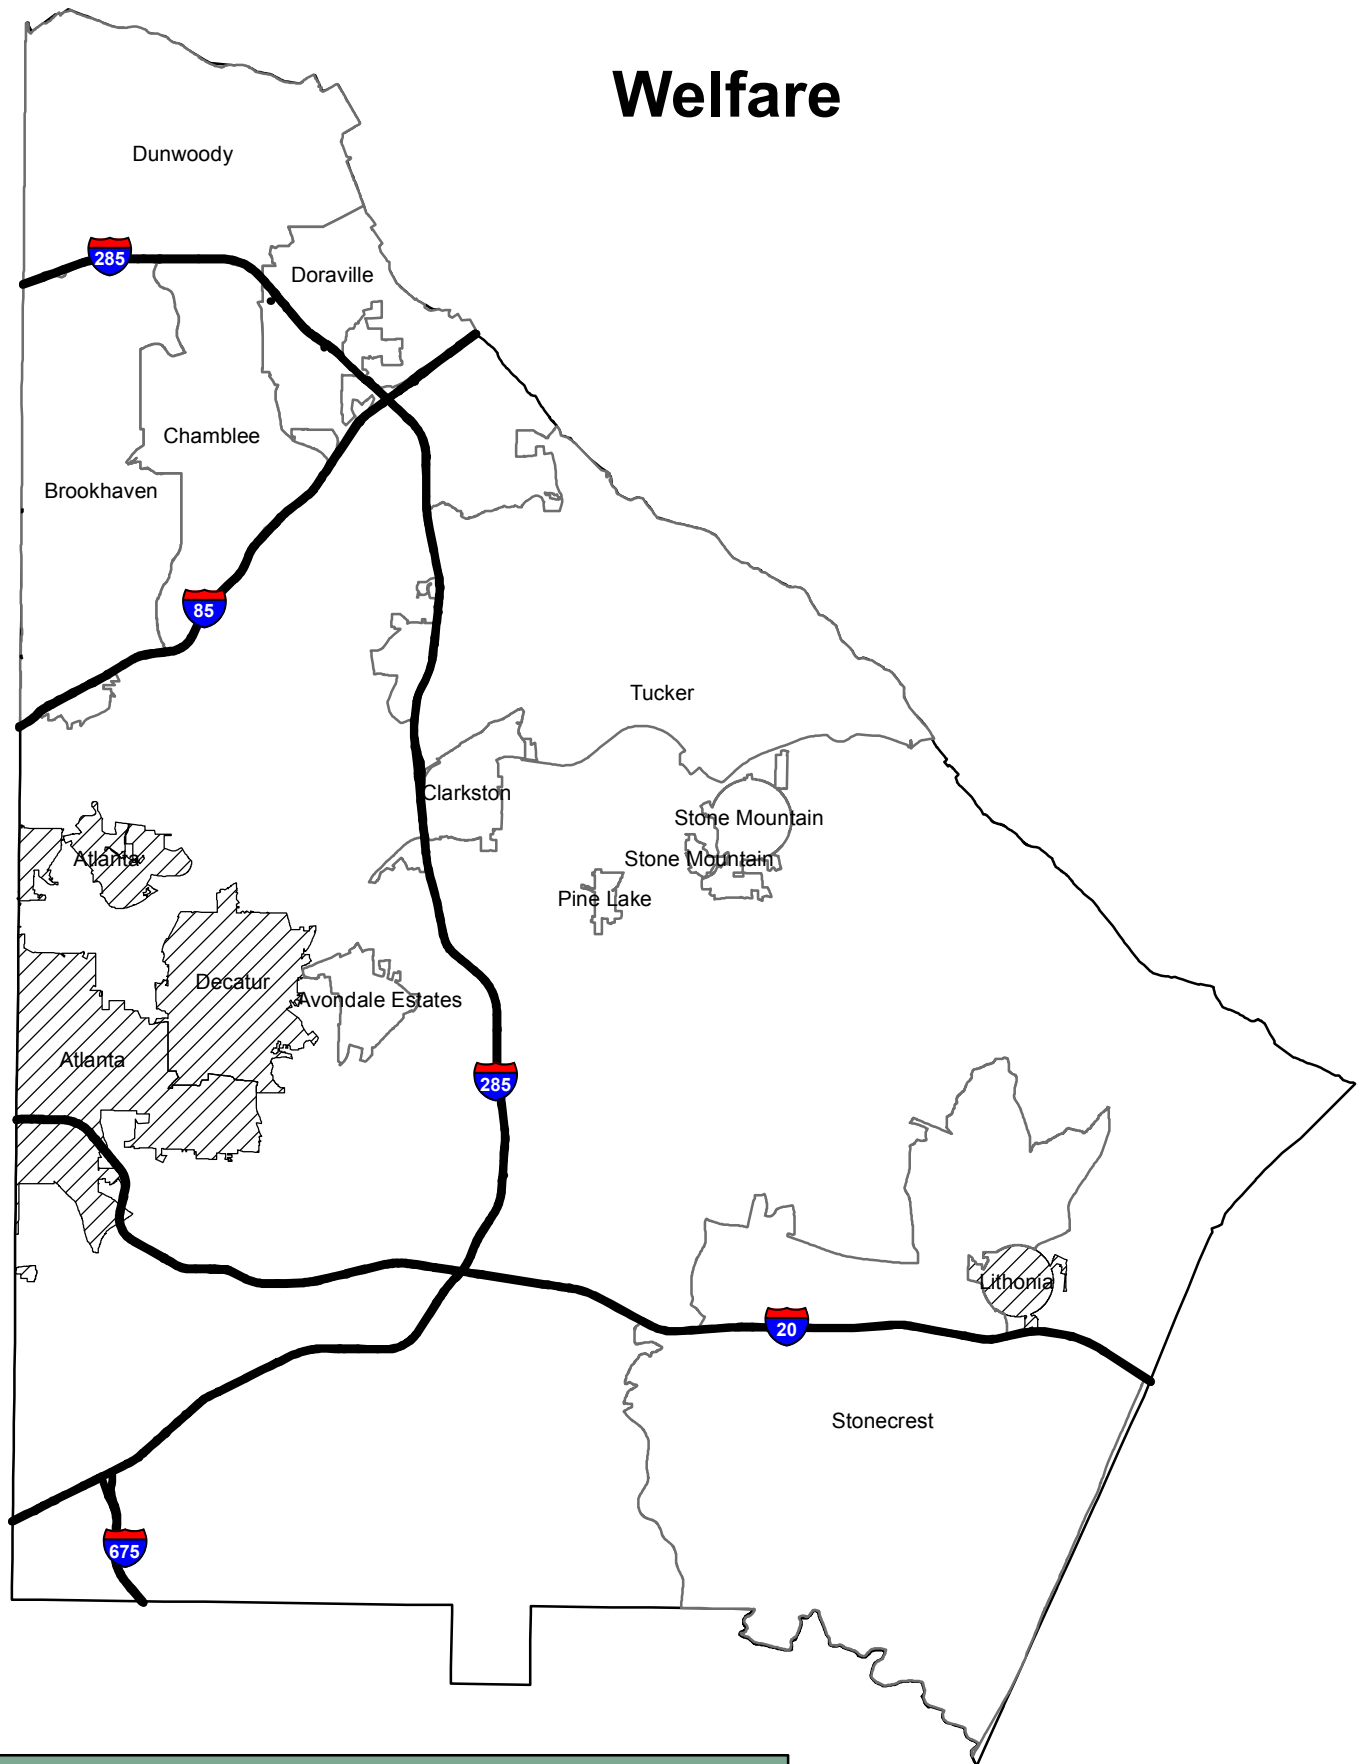 Welfare
Dunwoody
285
Doraville
Chamblee
Brookhaven
85
Tucker
Clarkston
Stone Mountain
Atlanta
Stone Mountain
Pine Lake
Decatur
Avondale Estates
Atlanta
285
Lithonia
20
Stonecrest
675